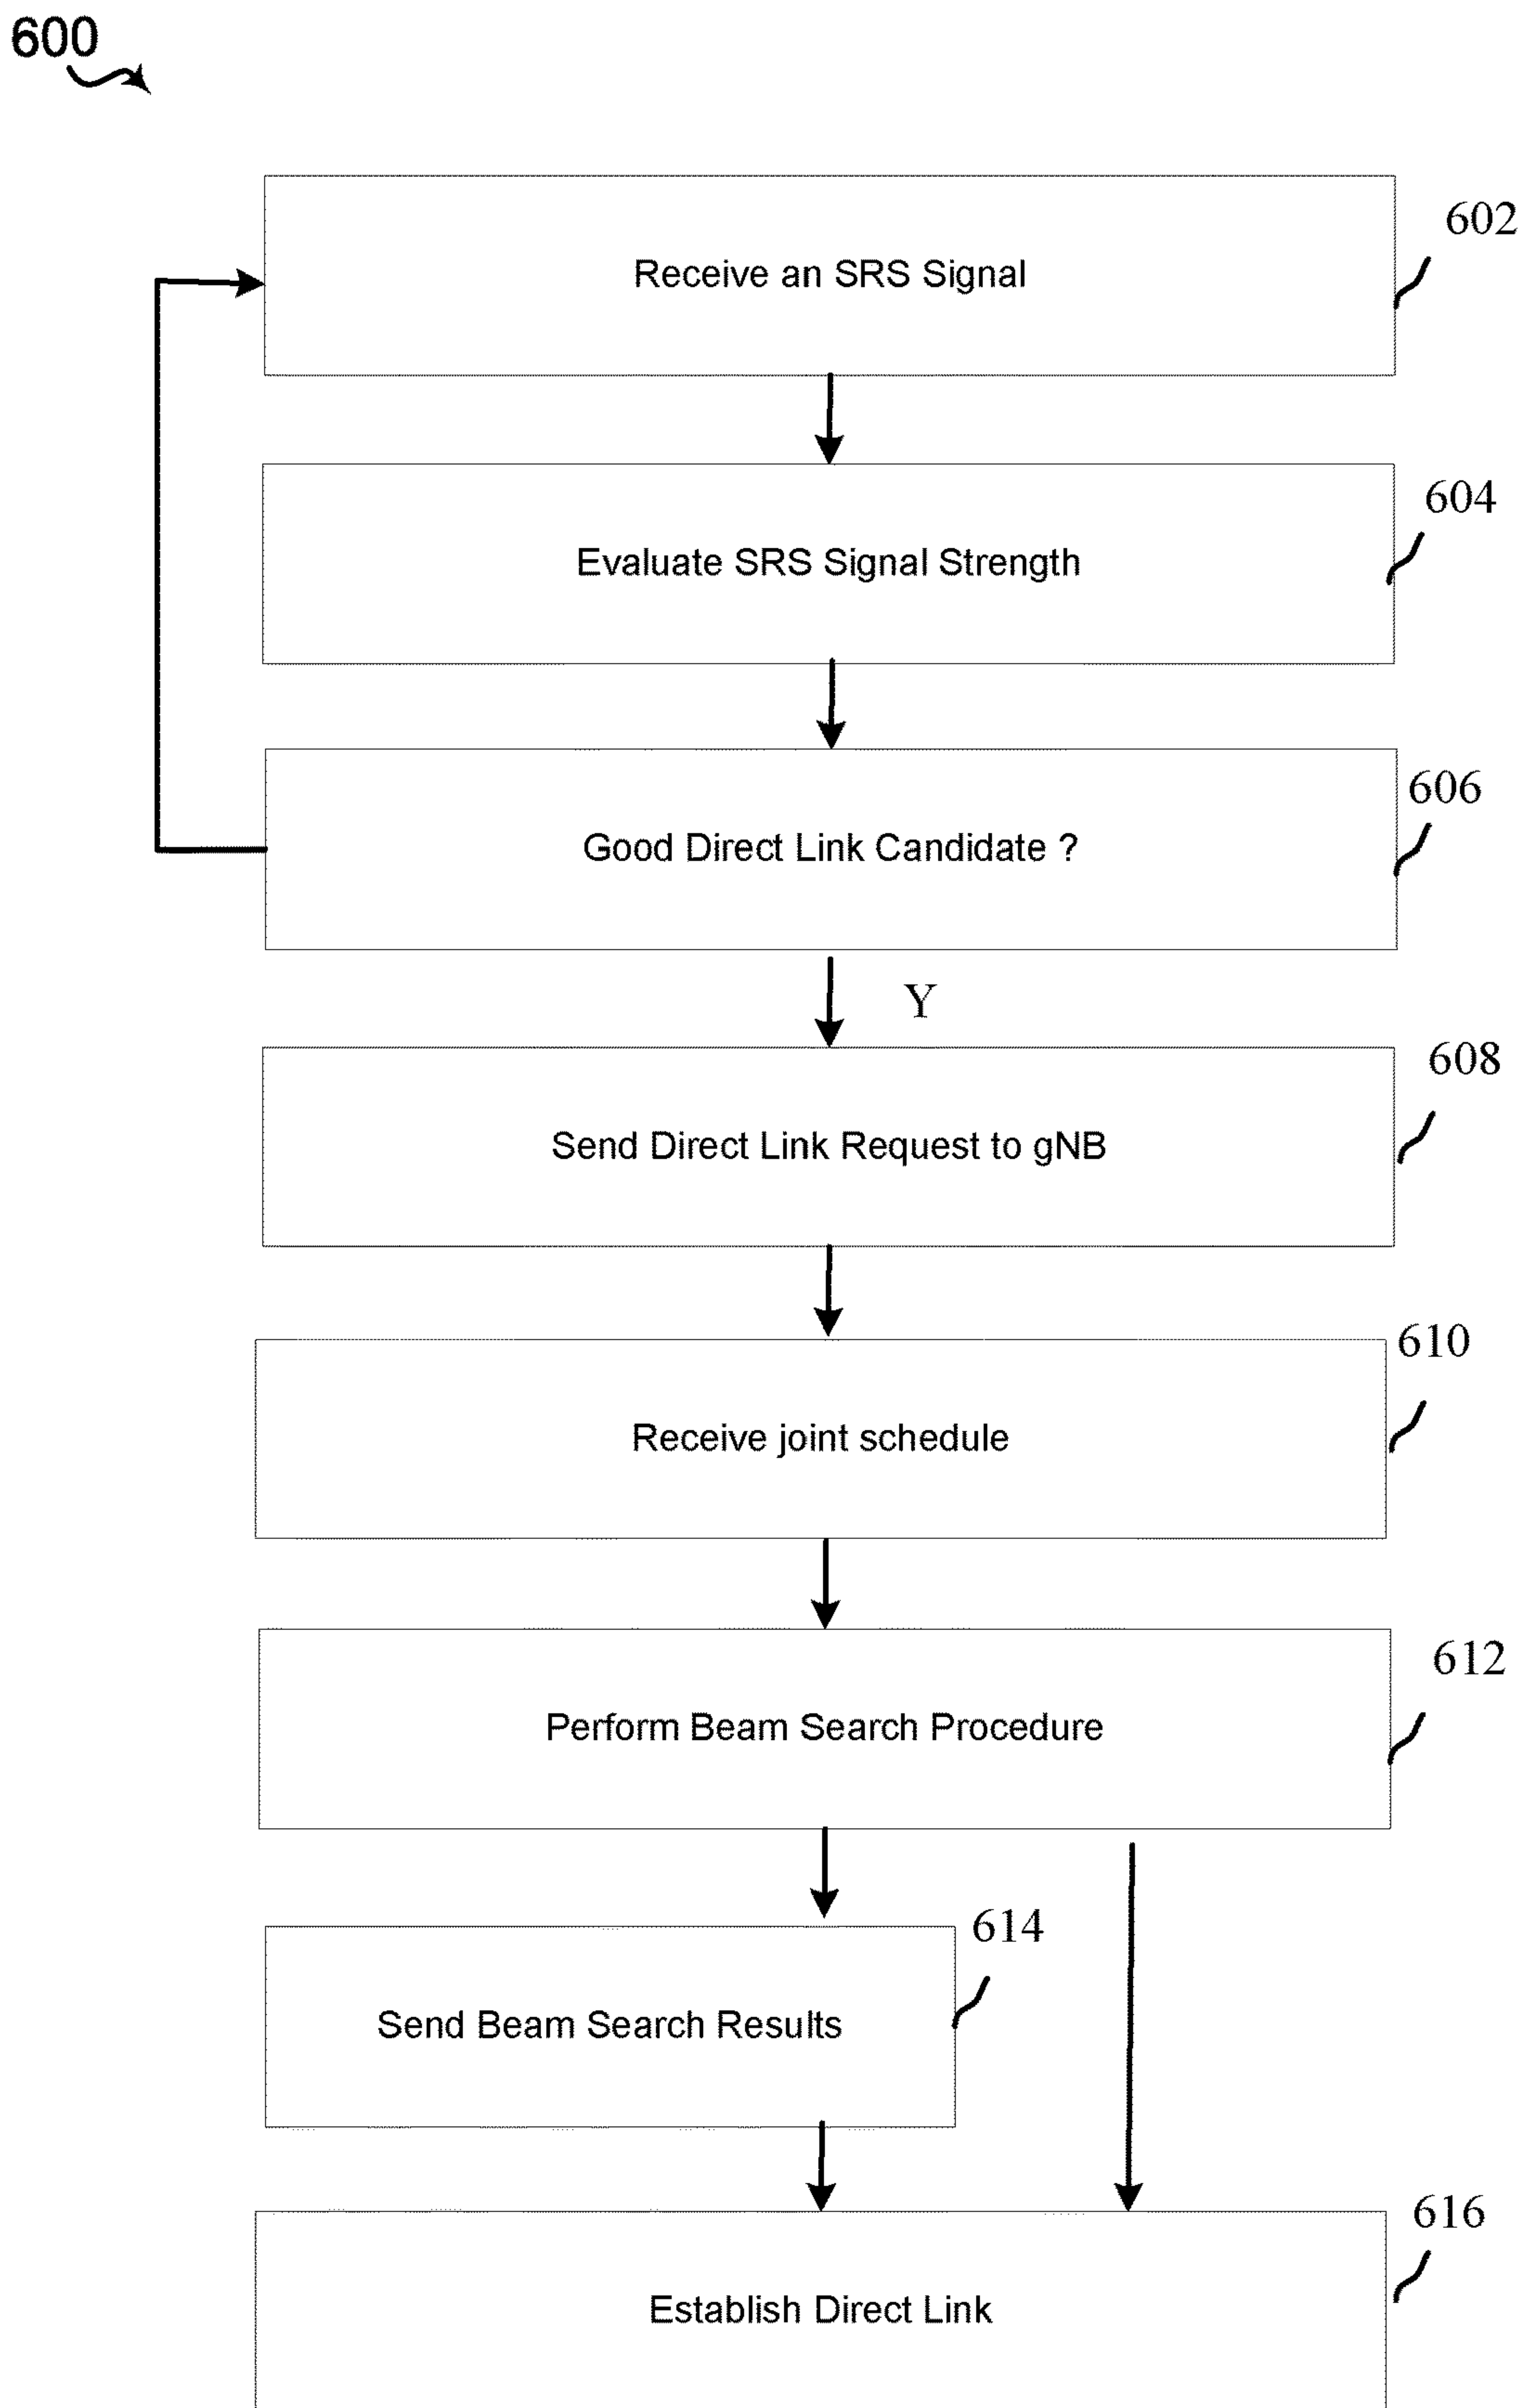 600
602
Receive an SRS Signal
604
Evaluate SRS Signal Strength
606
Good Direct Link Candidate ?
Y
608
Send Direct Link Request to gNB
610
Receive joint schedule
612
Perform Beam Search Procedure
614
Send Beam Search Results
616
Establish Direct Link